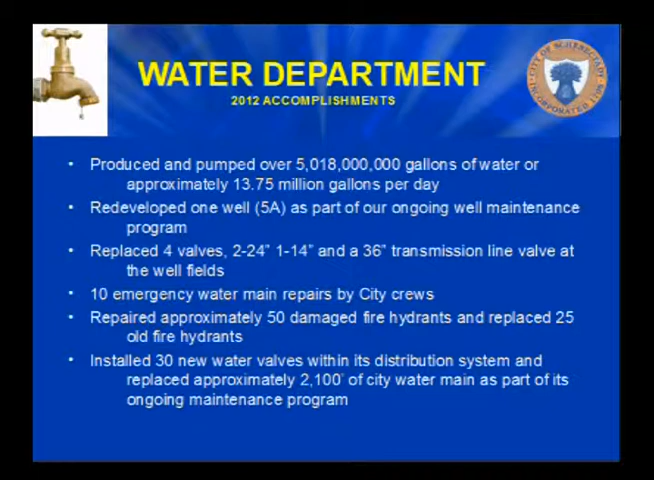 WATER DEPARTMENT
2012 ACCOMPLISHMENTS
CITY OF SCHENECTADY
INCORPORATED 1798
• Produced and pumped over 5,018,000,000 gallons of water or
approximately 13.75 million gallons per day
• Redeveloped one well (5A) as part of our ongoing well maintenance
program
• Replaced 4 valves, 2-24” 1-14” and a 36” transmission line valve at
the well fields
• 10 emergency water main repairs by City crews
• Repaired approximately 50 damaged fire hydrants and replaced 25
old fire hydrants
• Installed 30 new water valves within its distribution system and
replaced approximately 2,100’ of city water main as part of its
ongoing maintenance program